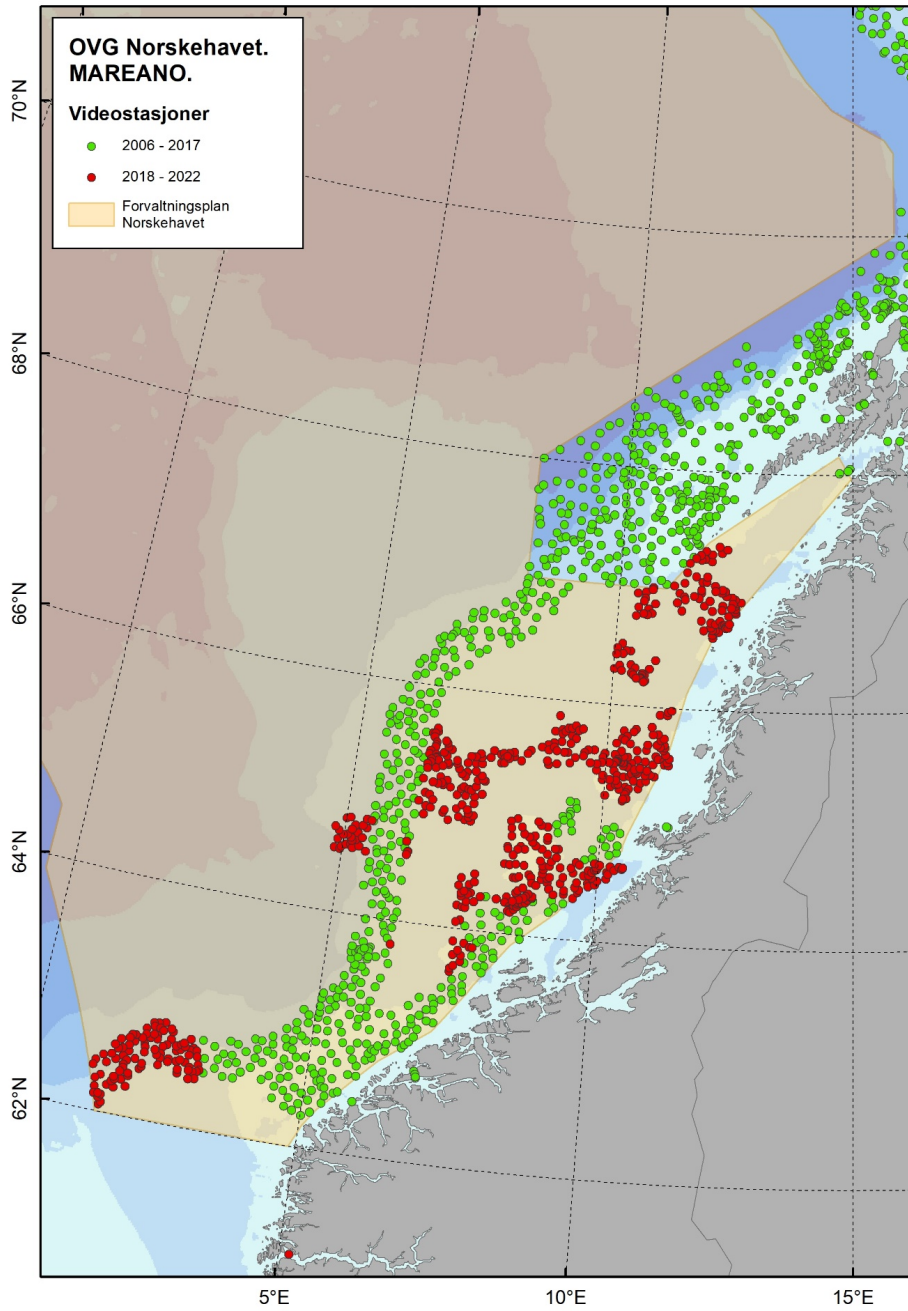 OVG Norskehavet.
MAREANO.
Videostasjoner
2006 - 2017
2018 - 2022
Forvaltningsplan
Norskehavet
70°N
68°N
66°N
64°N
62°N
5°E
10°E
15°E